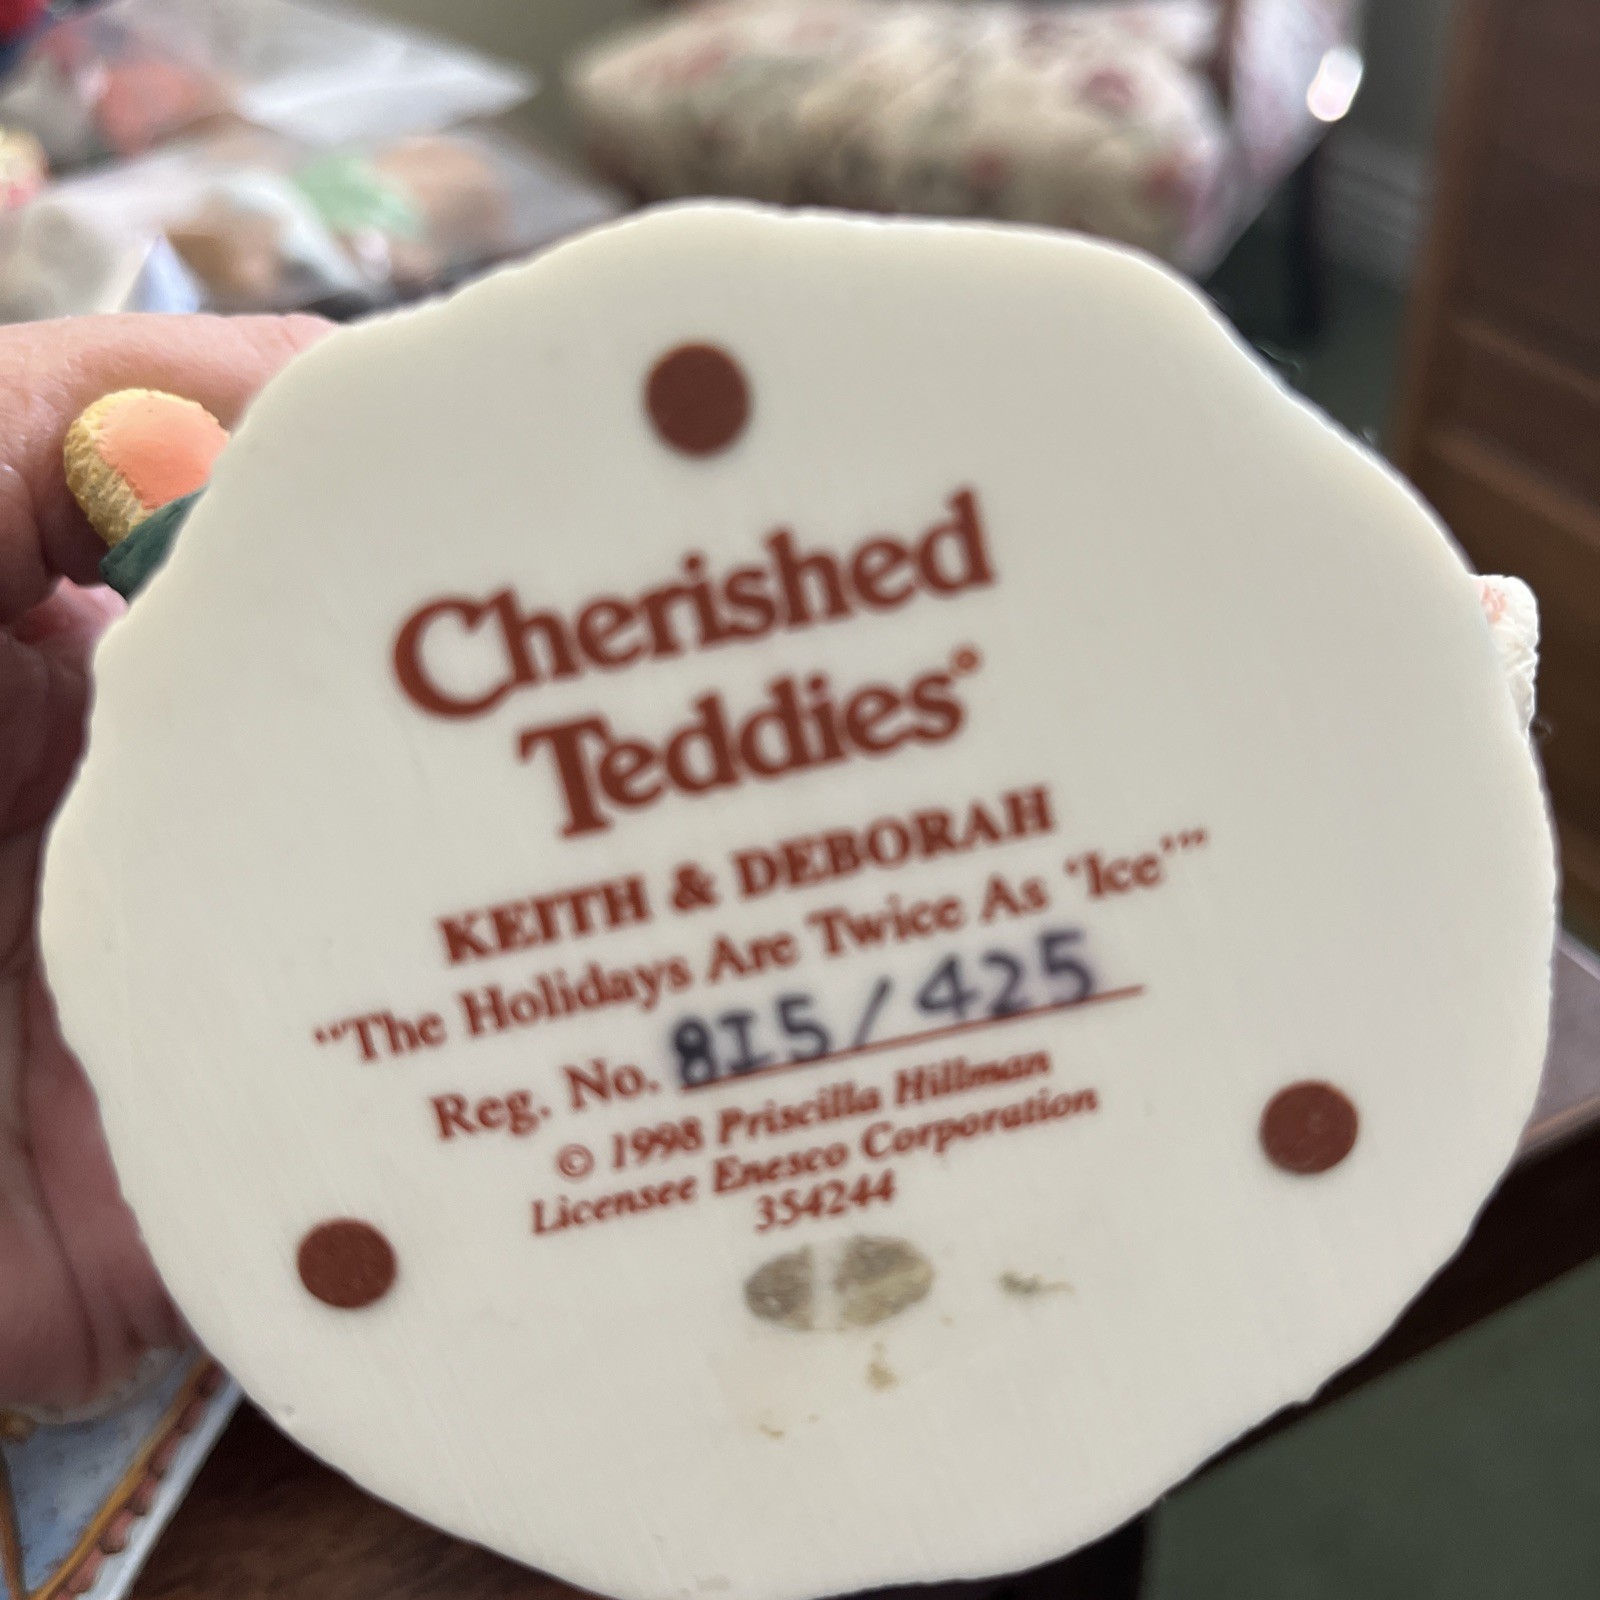 Cherished
Teddies®
KEITH & DEBORAH
“The Holidays Are Twice As ‘Ice’”
Reg. No. 8I5/425
© 1998 Priscilla Hillman
Licensee Enesco Corporation
354244